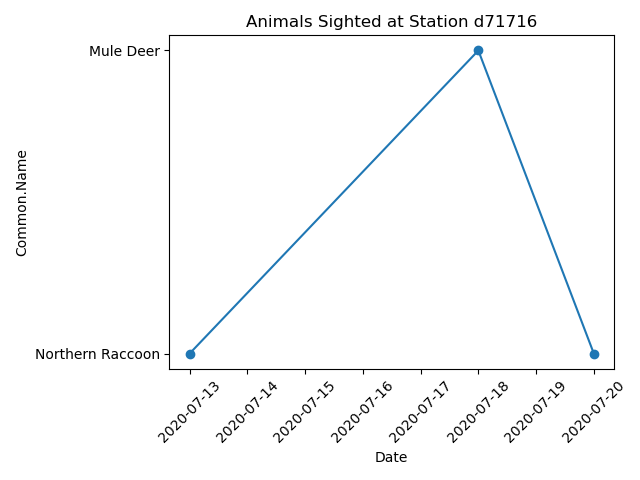 Animals Sighted at Station d71716
Mule Deer
Common.Name
Northern Raccoon
2020-07-13
2020-07-14
2020-07-15
2020-07-16
2020-07-17
2020-07-18
2020-07-19
2020-07-20
Date